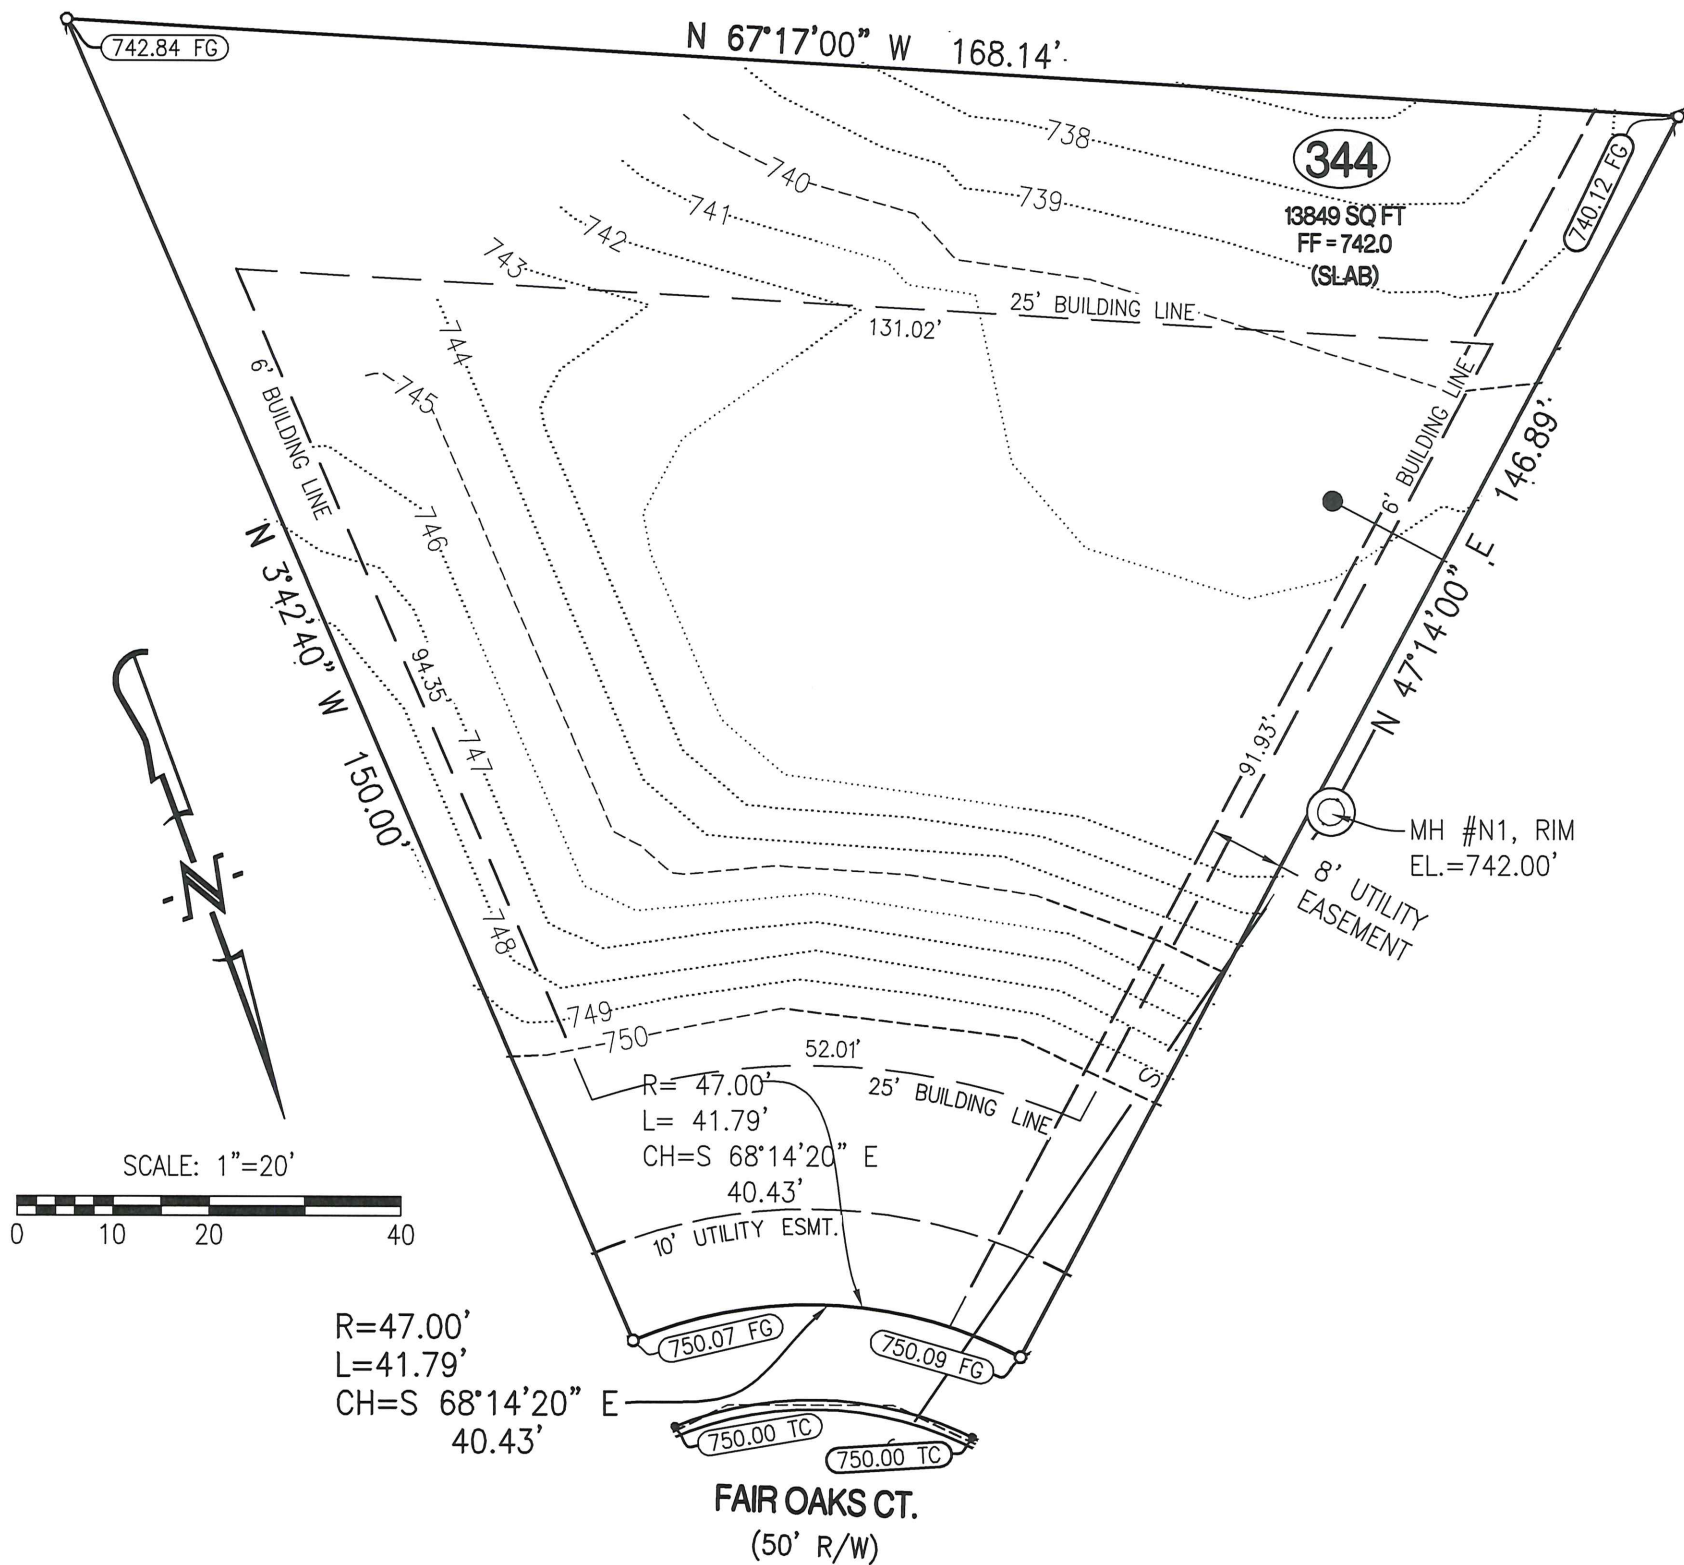 742.84 FG
N 67°17'00" W 168.14'
344
13849 SQ FT
FF = 742.0
(SLAB)
740.12 FG
738
739
740
741
742
743
744
745
746
747
748
749
750
25' BUILDING LINE
131.02'
6' BUILDING LINE
6' BUILDING LINE
N 3°42'40" W 150.00'
94.35'
N 47°14'00" E 146.89'
91.93'
MH #N1, RIM
EL.=742.00'
8' UTILITY
EASEMENT
S
N
52.01'
25' BUILDING LINE
R= 47.00'
L= 41.79'
CH=S 68°14'20" E
40.43'
10' UTILITY ESMT.
SCALE: 1"=20'
0 10 20 40
R=47.00'
L=41.79'
CH=S 68°14'20" E
40.43'
750.07 FG
750.09 FG
750.00 TC
750.00 TC
FAIR OAKS CT.
(50' R/W)